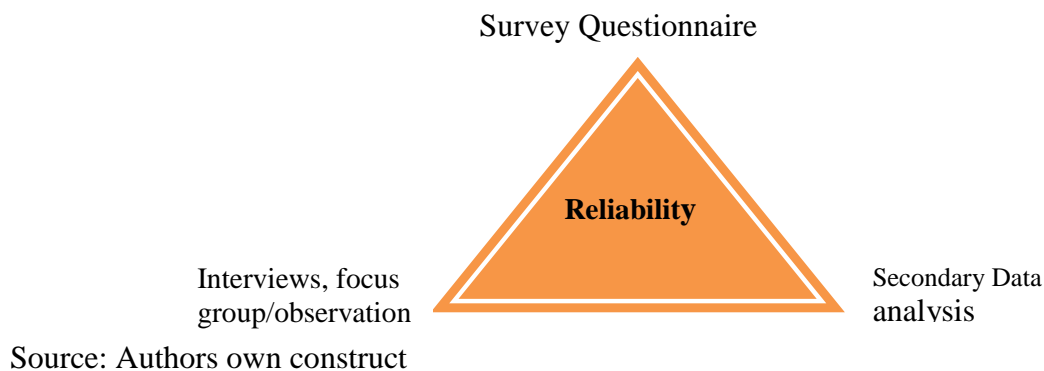 Survey Questionnaire
Reliability
Interviews, focus
group/observation
Secondary Data
analysis
Source: Authors own construct